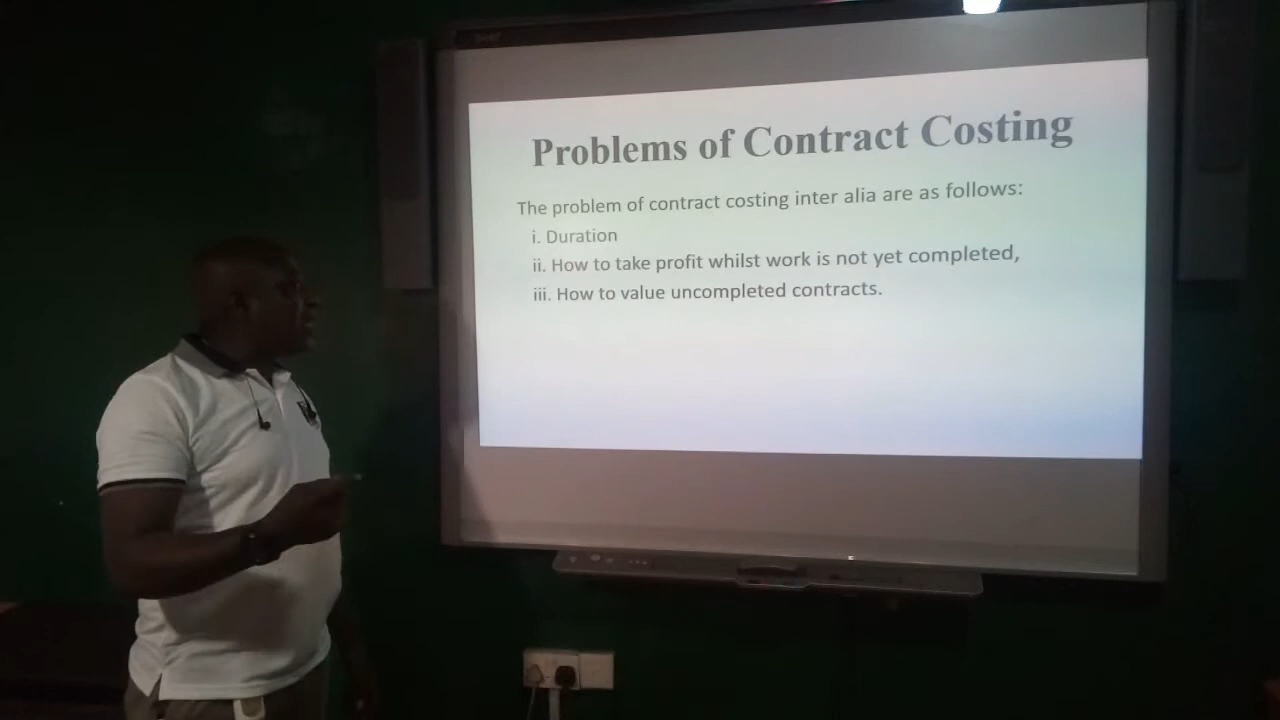 Problems of Contract Costing
The problem of contract costing inter alia are as follows:
i. Duration
ii. How to take profit whilst work is not yet completed,
iii. How to value uncompleted contracts.